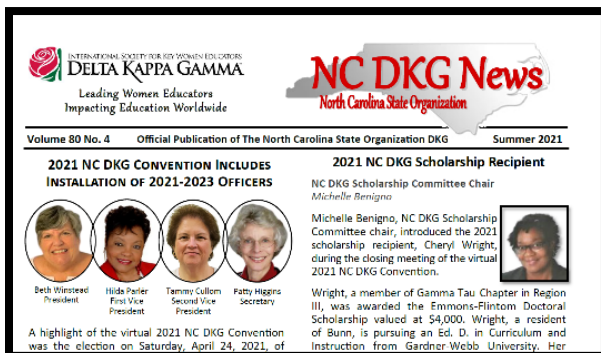 INTERNATIONAL SOCIETY FOR KEY WOMEN EDUCATORS
DELTA KAPPA GAMMA
Leading Women Educators
Impacting Education Worldwide
NC DKG News
North Carolina State Organization
Volume 80 No. 4 Official Publication of The North Carolina State Organization DKG Summer 2021
2021 NC DKG CONVENTION INCLUDES
INSTALLATION OF 2021-2023 OFFICERS
Beth Winstead
President
Hilda Parler
First Vice
President
Tammy Cullom
Second Vice
President
Patty Higgins
Secretary
A highlight of the virtual 2021 NC DKG Convention
was the election on Saturday, April 24, 2021, of
2021 NC DKG Scholarship Recipient
NC DKG Scholarship Committee Chair
Michelle Benigno
Michelle Benigno, NC DKG Scholarship
Committee chair, introduced the 2021
scholarship recipient, Cheryl Wright,
during the closing meeting of the virtual
2021 NC DKG Convention.
Wright, a member of Gamma Tau Chapter in Region
III, was awarded the Emmons-Flintom Doctoral
Scholarship valued at $4,000. Wright, a resident
of Bunn, is pursuing an Ed. D. in Curriculum and
Instruction from Gardner-Webb University. Her